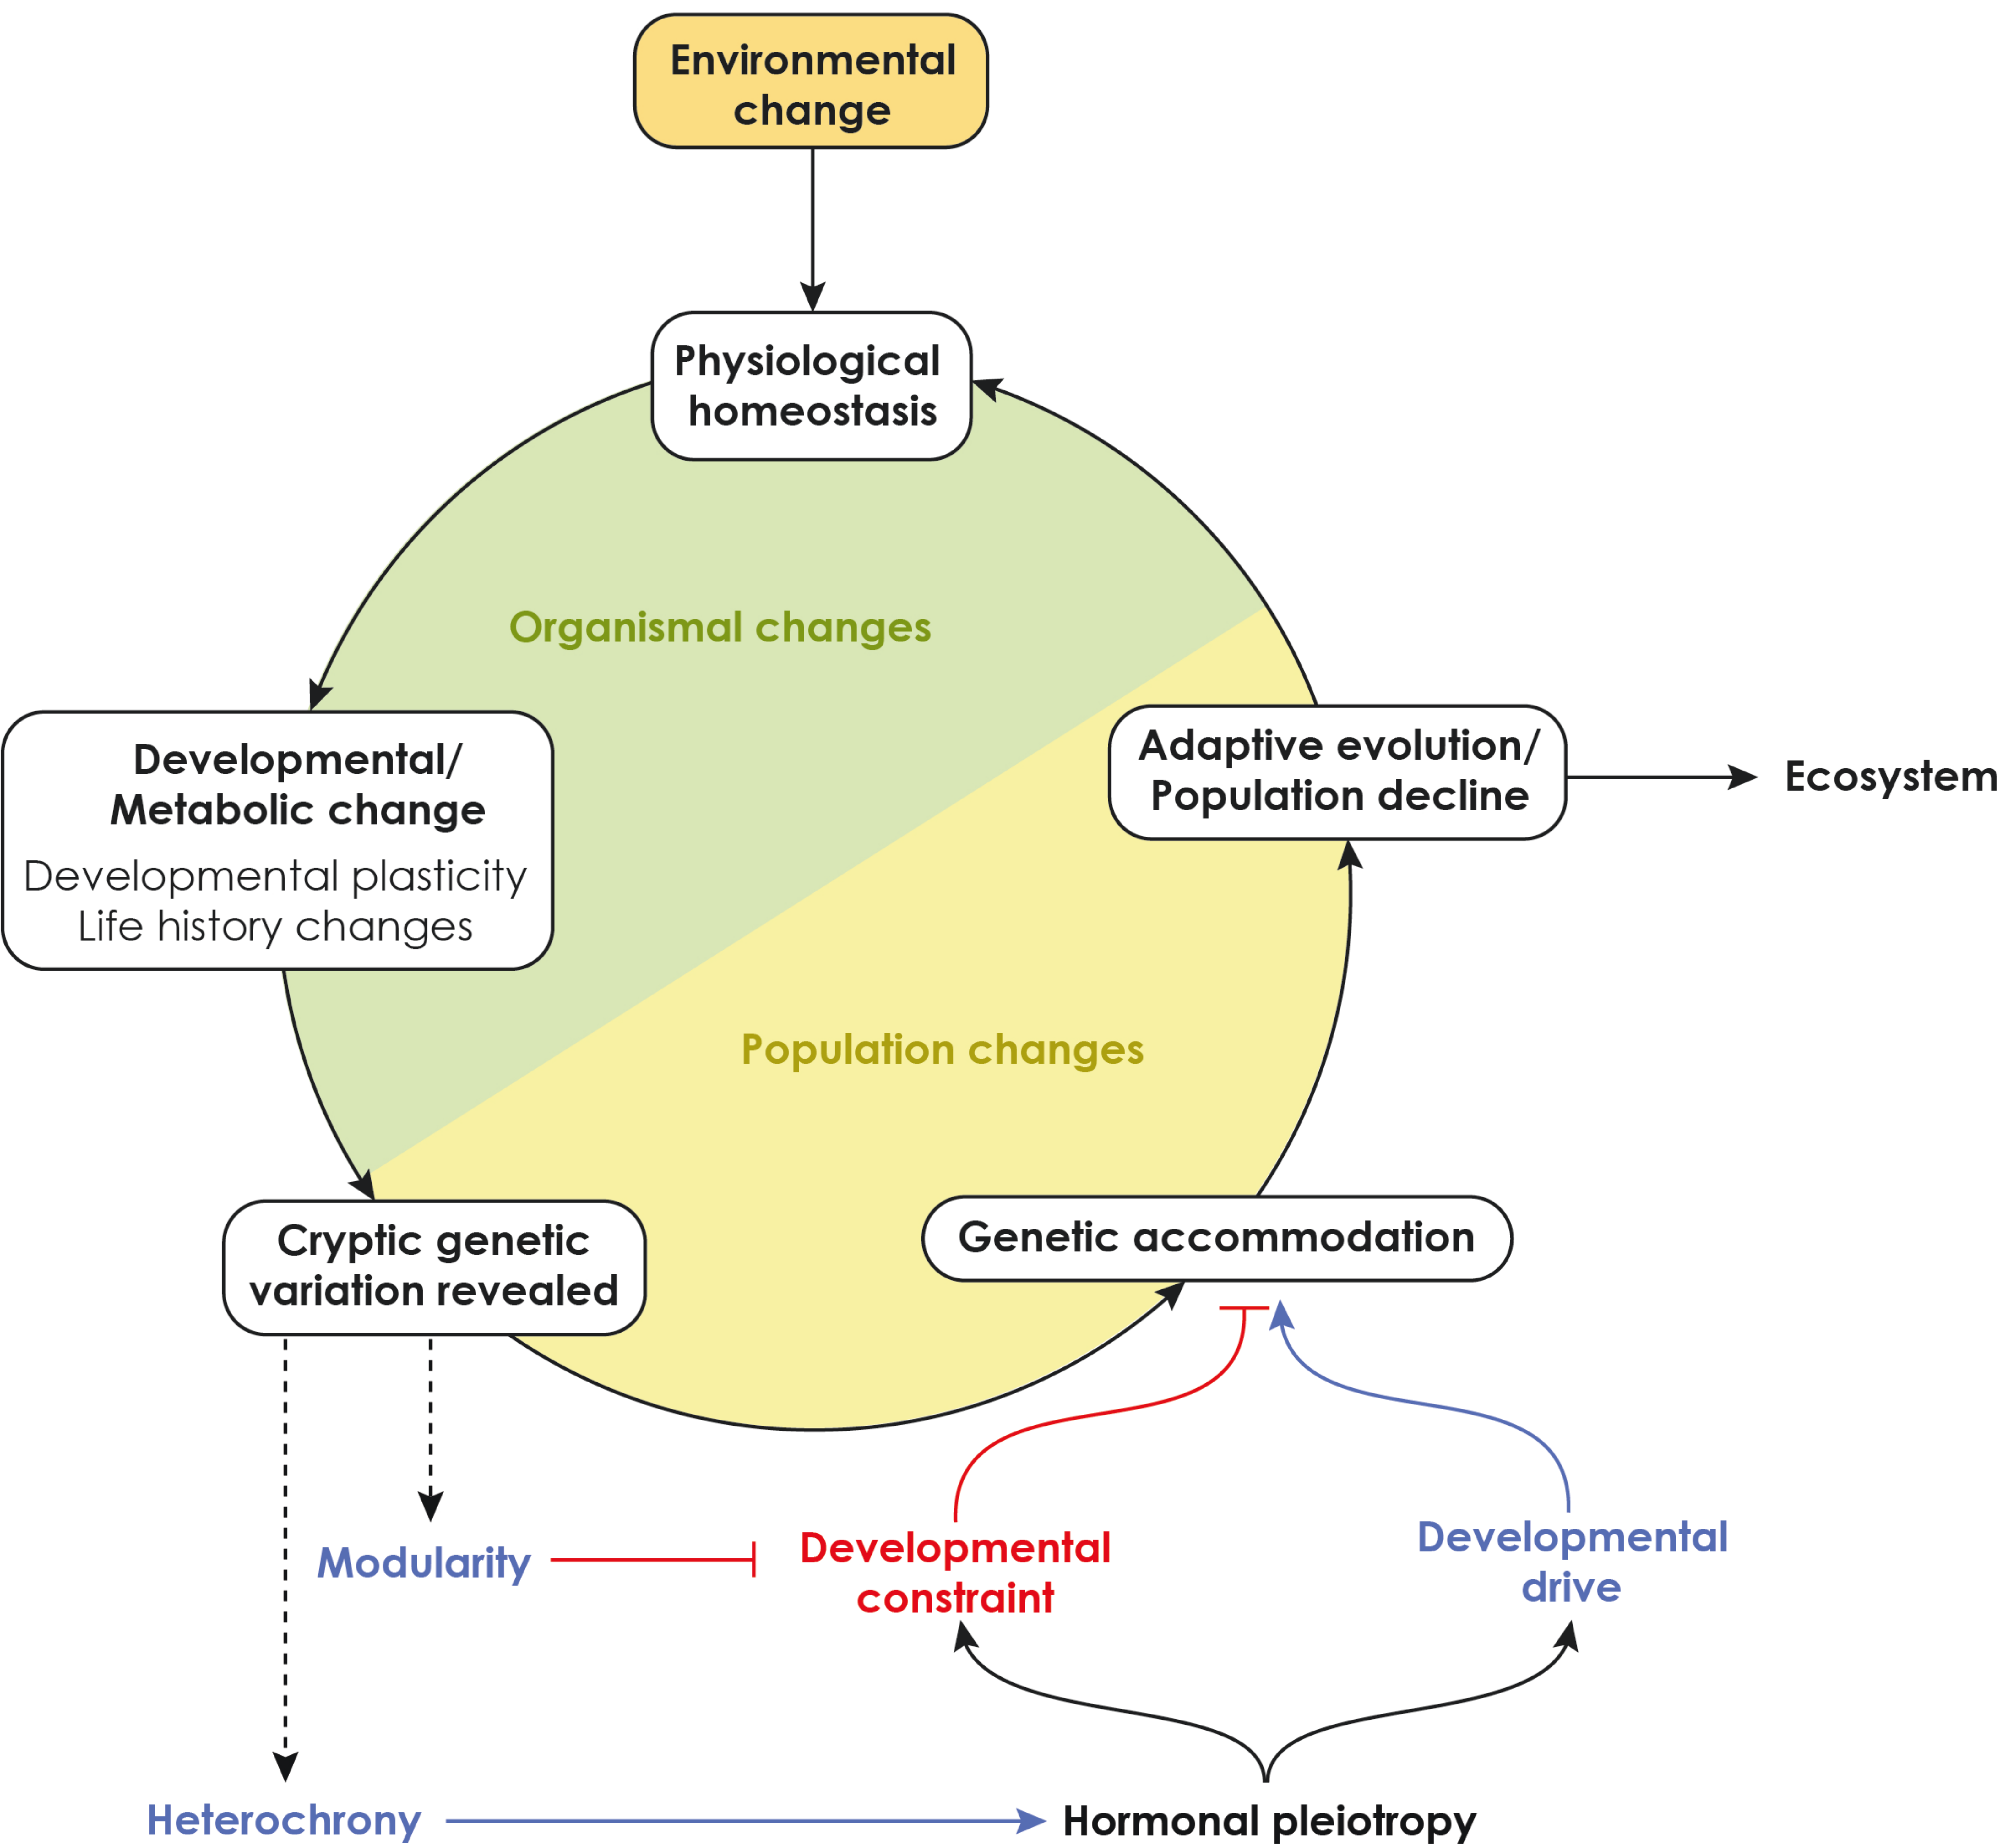 Environmental
change
Physiological
homeostasis
Organismal changes
Developmental/
Metabolic change
Developmental plasticity
Life history changes
Adaptive evolution/
Population decline
Ecosystem
Population changes
Cryptic genetic
variation revealed
Genetic accommodation
Modularity
Developmental
constraint
Developmental
drive
Heterochrony
Hormonal pleiotropy